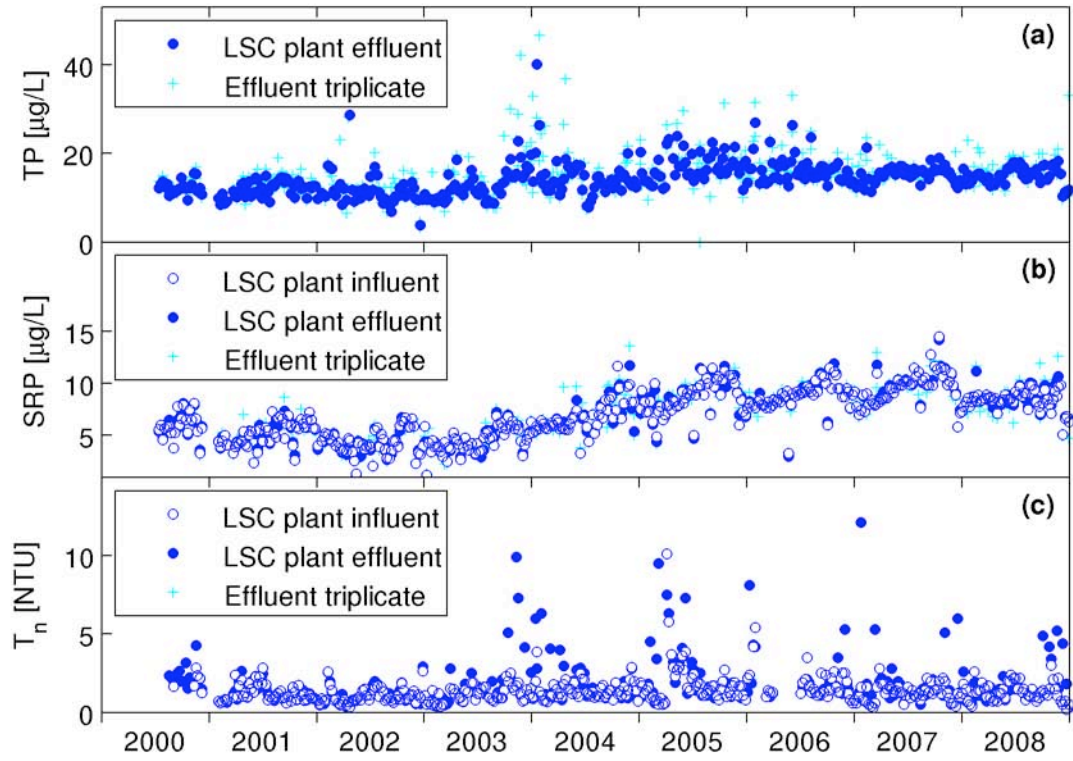 (a)
LSC plant effluent
Effluent triplicate
TP [µg/L]
40
20
0
(b)
LSC plant influent
LSC plant effluent
Effluent triplicate
SRP [µg/L]
15
10
5
(c)
LSC plant influent
LSC plant effluent
Effluent triplicate
Tn [NTU]
10
5
0
2000 2001 2002 2003 2004 2005 2006 2007 2008